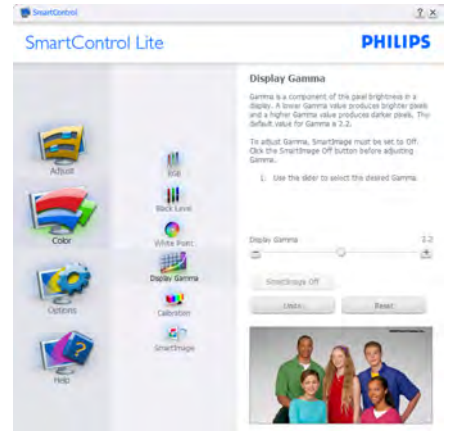 SmartControl
? X
SmartControl Lite
PHILIPS
Adjust
Color
Options
Help
RGB
Black Level
White Point
Display Gamma
Calibration
SmartImage
Display Gamma
Gamma is a component of the panel brightness in a
display. A lower Gamma value produces brighter pixels
and a higher Gamma value produces darker pixels. The
default value for Gamma is 2.2.
To adjust Gamma, SmartImage must be set to Off.
Click the SmartImage Off button before adjusting
Gamma.
1. Use the slider to select the desired Gamma.
Display Gamma 2.2
SmartImage Off
Undo Reset